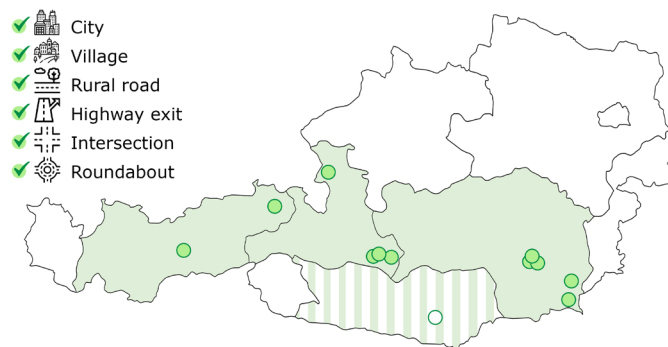 City
Village
Rural road
Highway exit
Intersection
Roundabout